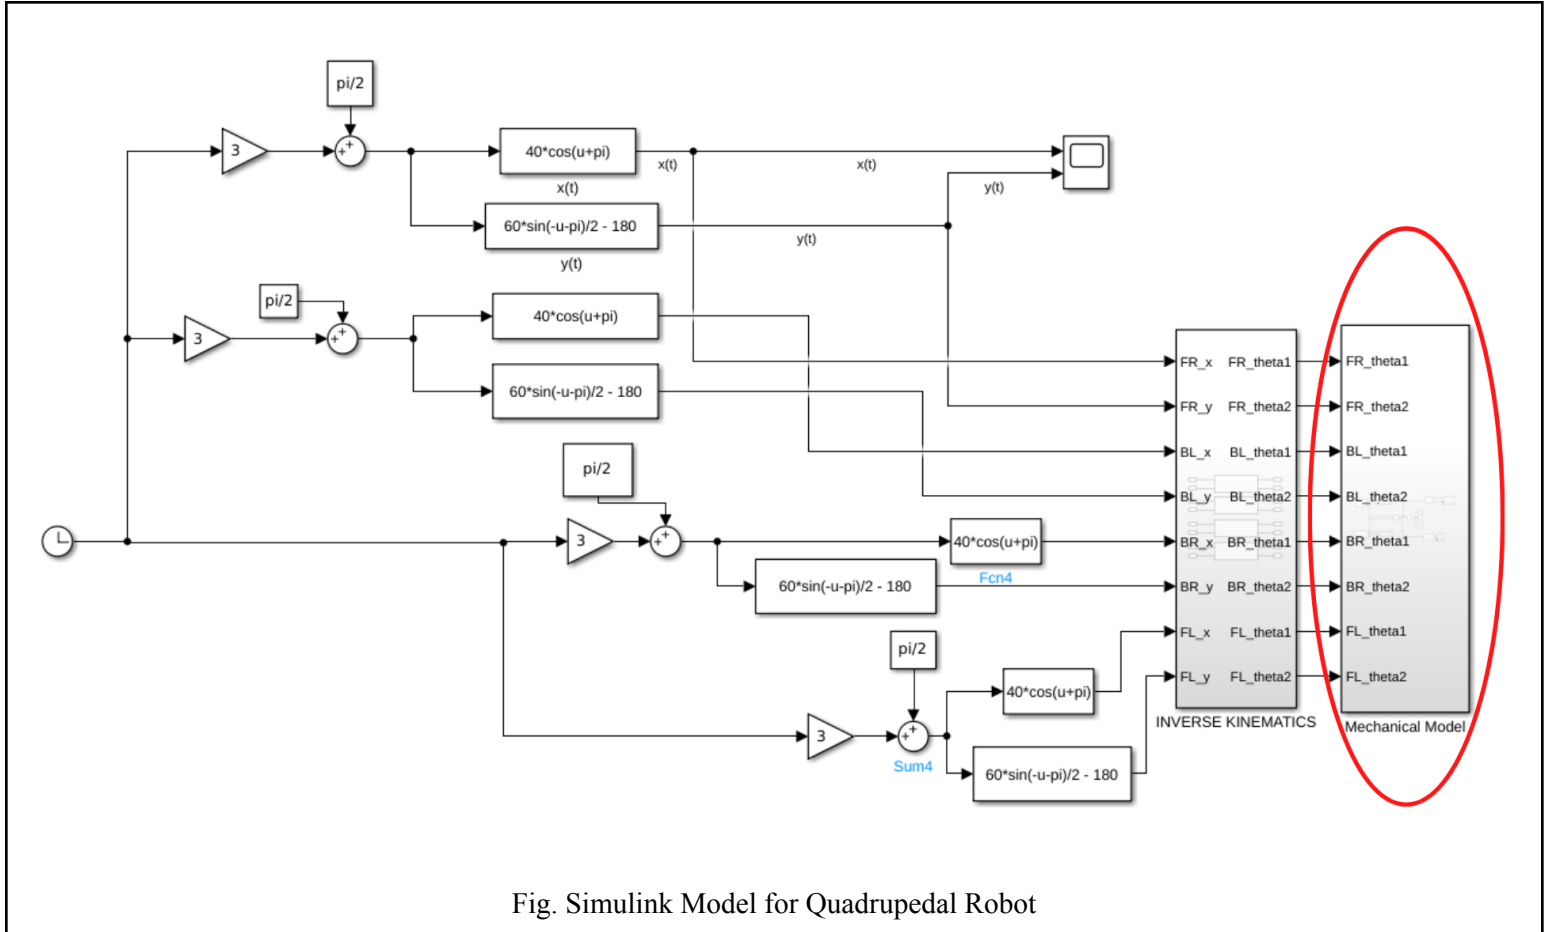 pi/2
3
++
40*cos(u+pi)
x(t)
x(t)
x(t)
y(t)
60*sin(-u-pi)/2 - 180
y(t)
y(t)
pi/2
3
++
40*cos(u+pi)
60*sin(-u-pi)/2 - 180
pi/2
3
++
40*cos(u+pi)
Fcn4
60*sin(-u-pi)/2 - 180
pi/2
3
++
Sum4
40*cos(u+pi)
60*sin(-u-pi)/2 - 180
FR_x FR_theta1
FR_y FR_theta2
BL_x BL_theta1
BL_y BL_theta2
BR_x BR_theta1
BR_y BR_theta2
FL_x FL_theta1
FL_y FL_theta2
INVERSE KINEMATICS
FR_theta1
FR_theta2
BL_theta1
BL_theta2
BR_theta1
BR_theta2
FL_theta1
FL_theta2
Mechanical Model
Fig. Simulink Model for Quadrupedal Robot